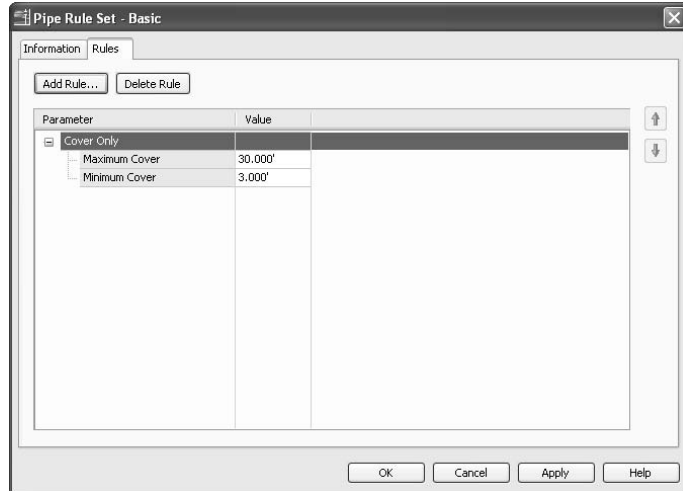 Pipe Rule Set - Basic
Information Rules
Add Rule... Delete Rule
Parameter Value
Cover Only
Maximum Cover 30.000'
Minimum Cover 3.000'
OK Cancel Apply Help